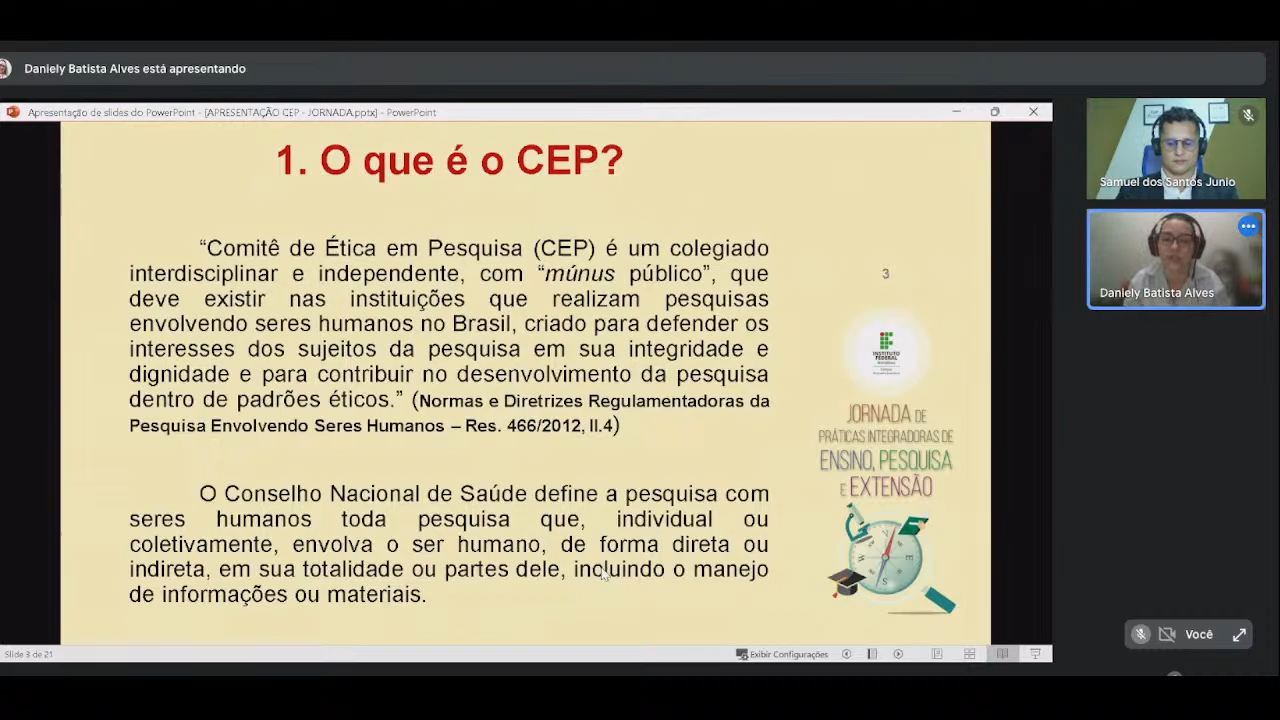 Daniely Batista Alves está apresentando
Apresentação de slides do PowerPoint - [APRESENTAÇÃO CEP - JORNADA.pptx] - PowerPoint
1. O que é o CEP?
“Comitê de Ética em Pesquisa (CEP) é um colegiado
interdisciplinar e independente, com “múnus público”, que
deve existir nas instituições que realizam pesquisas
envolvendo seres humanos no Brasil, criado para defender os
interesses dos sujeitos da pesquisa em sua integridade e
dignidade e para contribuir no desenvolvimento da pesquisa
dentro de padrões éticos.” (Normas e Diretrizes Regulamentadoras da
Pesquisa Envolvendo Seres Humanos – Res. 466/2012, II.4)
O Conselho Nacional de Saúde define a pesquisa com
seres humanos toda pesquisa que, individual ou
coletivamente, envolva o ser humano, de forma direta ou
indireta, em sua totalidade ou partes dele, incluindo o manejo
de informações ou materiais.
3
INSTITUTO
FEDERAL
JORNADA DE
PRÁTICAS INTEGRADORAS DE
ENSINO, PESQUISA
E EXTENSÃO
E
S
Samuel dos Santos Junio
Daniely Batista Alves
Você
Slide 3 de 21
Exibir Configurações